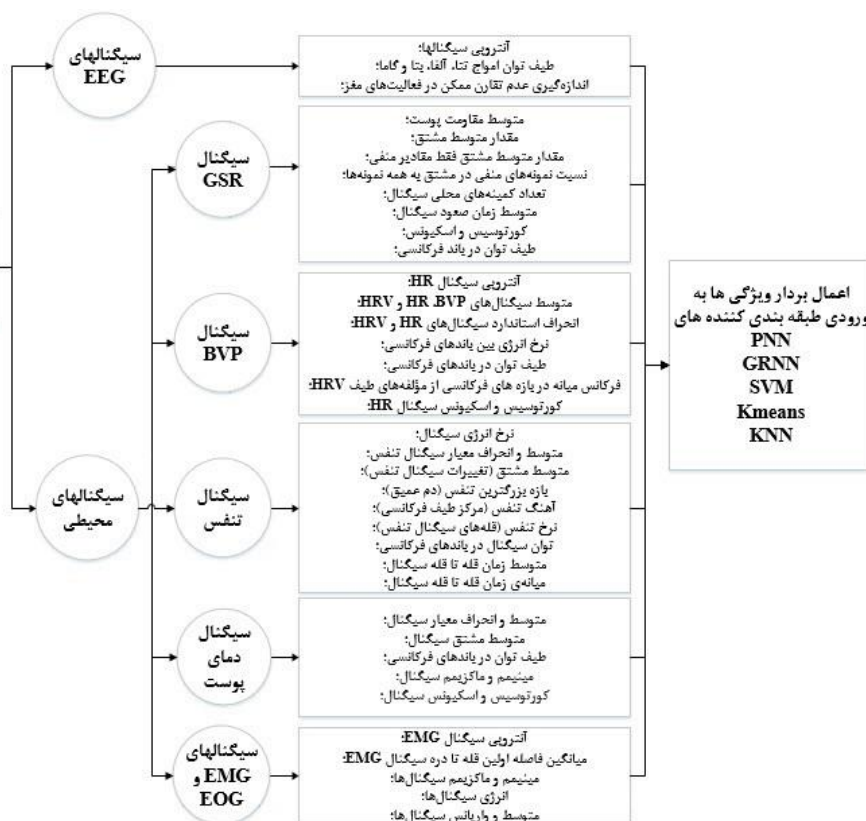 سیگنالهای
EEG
آنتروپی سیگنالها؛
طیف توان امواج تتا، آلفا، بتا و گاما؛
اندازه‌گیری عدم تقارن ممکن در فعالیت‌های مغز؛
سیگنال
GSR
متوسط مقاومت پوست؛
مقدار متوسط مشتق؛
مقدار متوسط مشتق فقط مقادیر منفی؛
نسبت نمونه‌های منفی در مشتق به همه نمونه‌ها؛
تعداد کمینه‌های محلی سیگنال؛
متوسط زمان صعود سیگنال؛
کورتوسیس و اسکیونس؛
طیف توان در باند فرکانسی؛
سیگنال
BVP
آنتروپی سیگنال HR؛
متوسط سیگنال‌های HR ،BVP و HRV؛
انحراف استاندارد سیگنال‌های HR و HRV؛
نرخ انرژی بین باندهای فرکانسی؛
طیف توان در باندهای فرکانسی؛
فرکانس میانه در بازه های فرکانسی از مؤلفه‌های طیف HRV؛
کورتوسیس و اسکیونس سیگنال HR؛
سیگنالهای
محیطی
سیگنال
تنفس
نرخ انرژی سیگنال؛
متوسط و انحراف معیار سیگنال تنفس؛
متوسط مشتق (تغییرات سیگنال تنفس)؛
بازه بزرگترین تنفس (دم عمیق)؛
آهنگ تنفس (مرکز طیف فرکانسی)؛
نرخ تنفس (قله‌های سیگنال تنفس)؛
توان سیگنال در باندهای فرکانسی؛
متوسط زمان قله تا قله سیگنال؛
میانه‌ی زمان قله تا قله سیگنال؛
سیگنال
دمای
پوست
متوسط و انحراف معیار سیگنال؛
متوسط مشتق سیگنال؛
طیف توان در باندهای فرکانسی؛
مینیمم و ماکزیمم سیگنال؛
کورتوسیس و اسکیونس سیگنال؛
سیگنالهای
EMG و
EOG
آنتروپی سیگنال EMG؛
میانگین فاصله اولین قله تا دره سیگنال EMG؛
مینیمم و ماکزیمم سیگنال‌ها؛
انرژی سیگنال‌ها؛
متوسط و واریانس سیگنال‌ها؛
اعمال بردار ویژگی ها به
ورودی طبقه بندی کننده های
PNN
GRNN
SVM
Kmeans
KNN